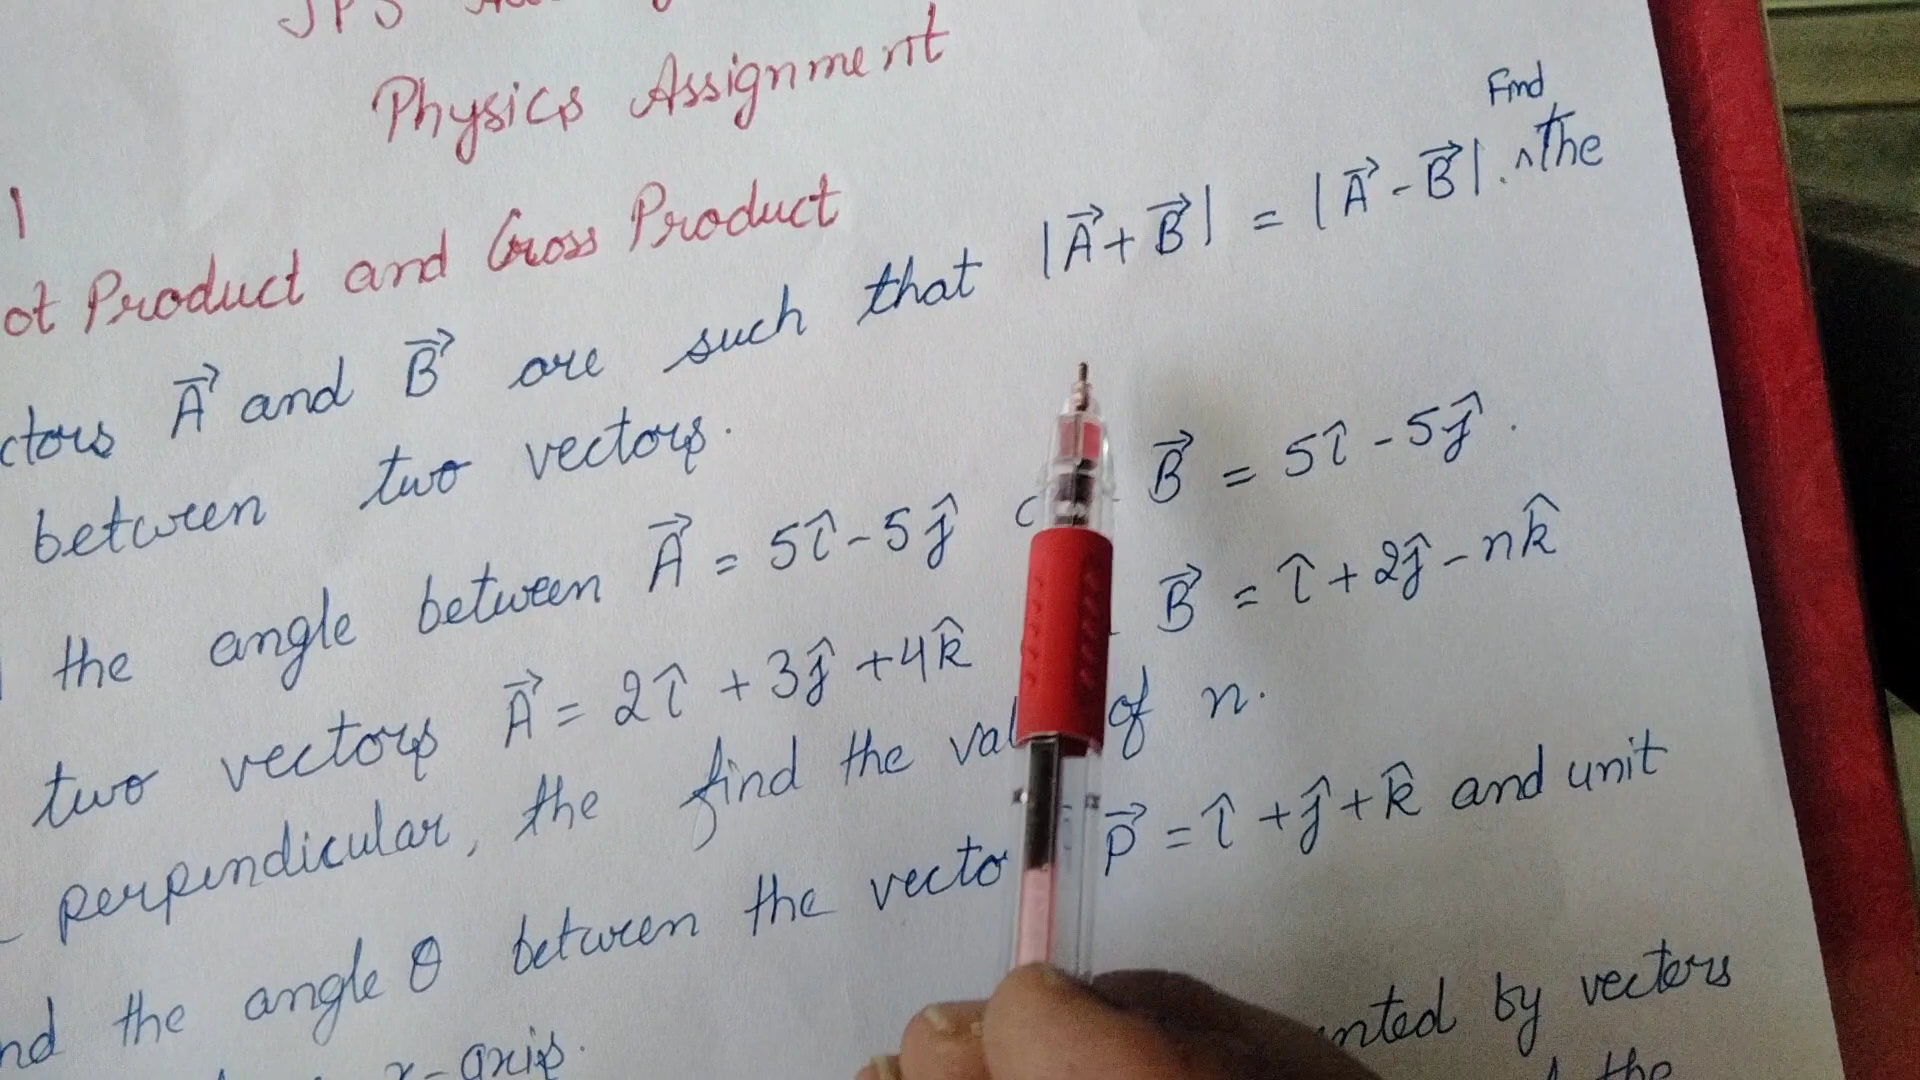 Physics Assignment
1
ot Product and Cross Product
ctors A⃗ and B⃗ are such that |A⃗ + B⃗| = |A⃗ - B⃗|. Find ^ The
between two vectors.
the angle between A⃗ = 5î - 5ĵ B⃗ = 5î - 5ĵ.
two vectors A⃗ = 2î + 3ĵ + 4k̂ B⃗ = î + 2ĵ - nk̂
perpendicular, the find the val of n.
nd the angle θ between the vecto P⃗ = î + ĵ + k̂ and unit
x-axis.
nted by vectors
the